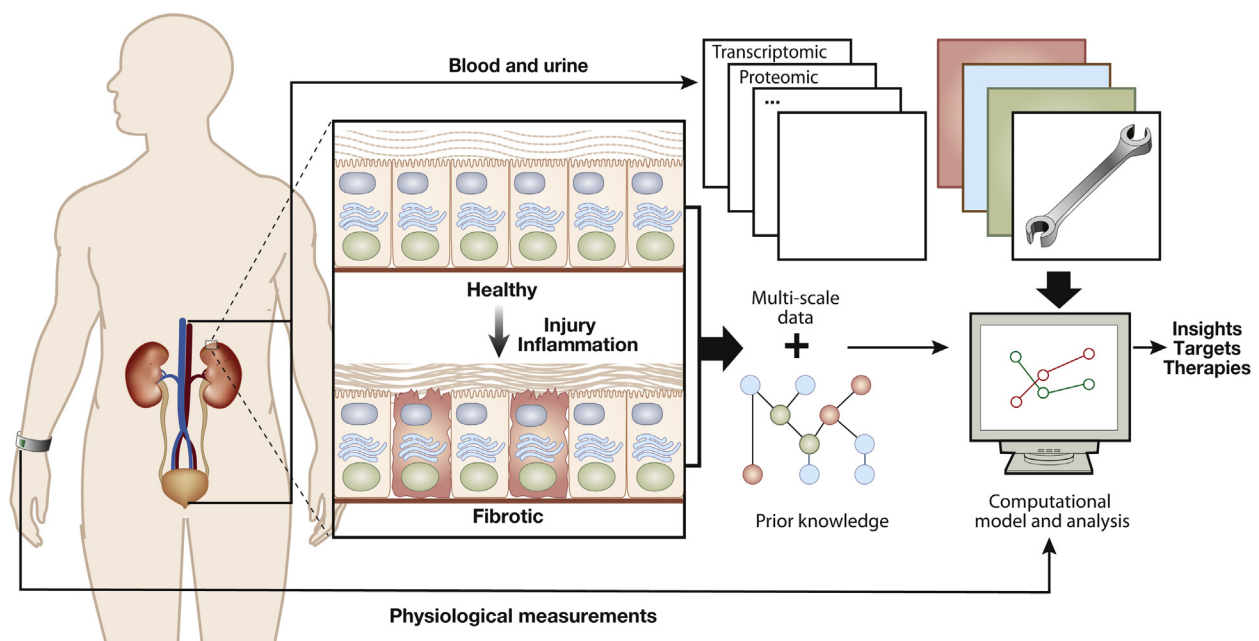 Blood and urine
Transcriptomic
Proteomic
...
Healthy
Injury
Inflammation
Fibrotic
Multi-scale
data
+
Prior knowledge
Computational
model and analysis
Insights
Targets
Therapies
Physiological measurements